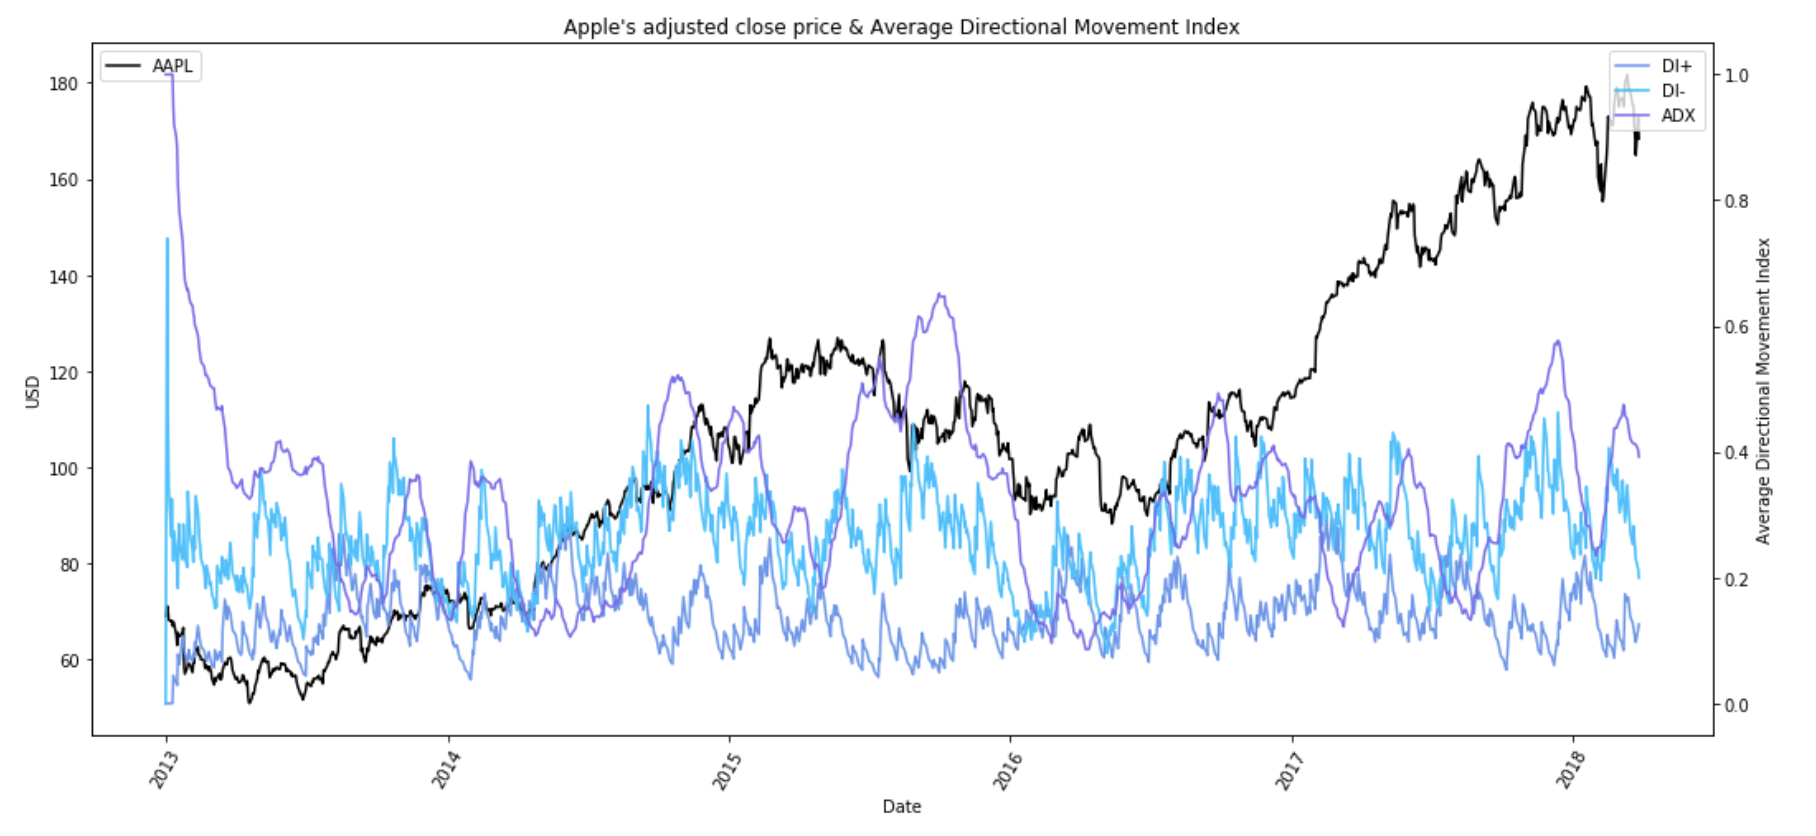 Apple's adjusted close price & Average Directional Movement Index
AAPL
DI+
DI-
ADX
180
160
140
120
100
80
60
USD
1.0
0.8
0.6
0.4
0.2
0.0
Average Directional Movement Index
2013
2014
2015
2016
2017
2018
Date